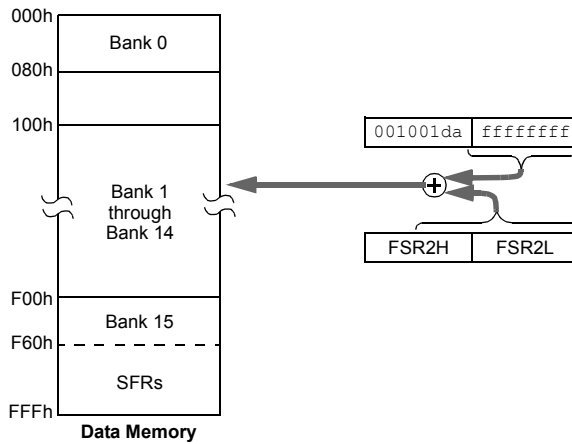 000h
Bank 0
080h
100h
001001da ffffffff
Bank 1
through
Bank 14
FSR2H FSR2L
F00h
Bank 15
F60h
SFRs
FFFh
Data Memory